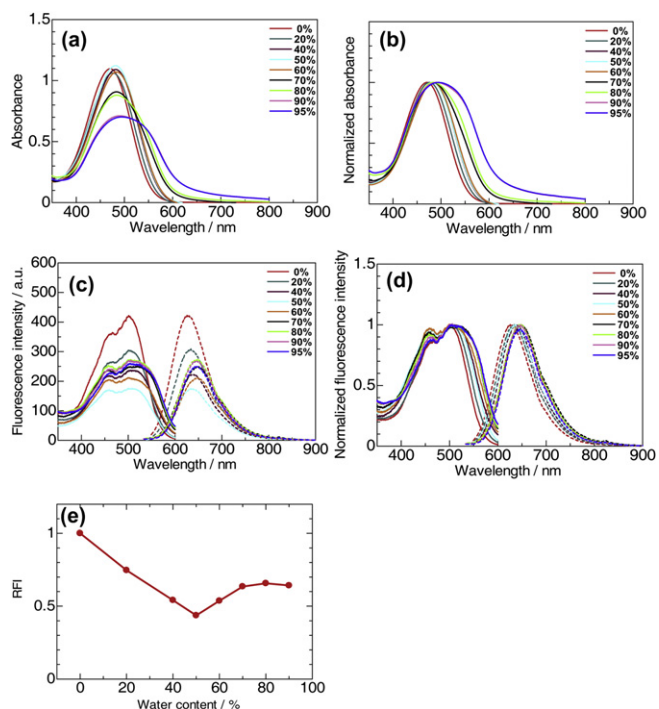 (a)
0%
20%
40%
50%
60%
70%
80%
90%
95%
Absorbance
1.5
1
0.5
0
400 500 600 700 800 900
Wavelength / nm
(b)
0%
20%
40%
50%
60%
70%
80%
90%
95%
Normalized absorbance
400 500 600 700 800 900
Wavelength / nm
(c)
0%
20%
40%
50%
60%
70%
80%
90%
95%
Fluorescence intensity / a.u.
600
500
400
300
200
100
0
400 500 600 700 800 900
Wavelength / nm
(d)
0%
20%
40%
50%
60%
70%
80%
90%
95%
Normalized fluorescence intensity
1.5
1
0.5
0
400 500 600 700 800 900
Wavelength / nm
(e)
RFI
1
0.5
0
0 20 40 60 80 100
Water content / %